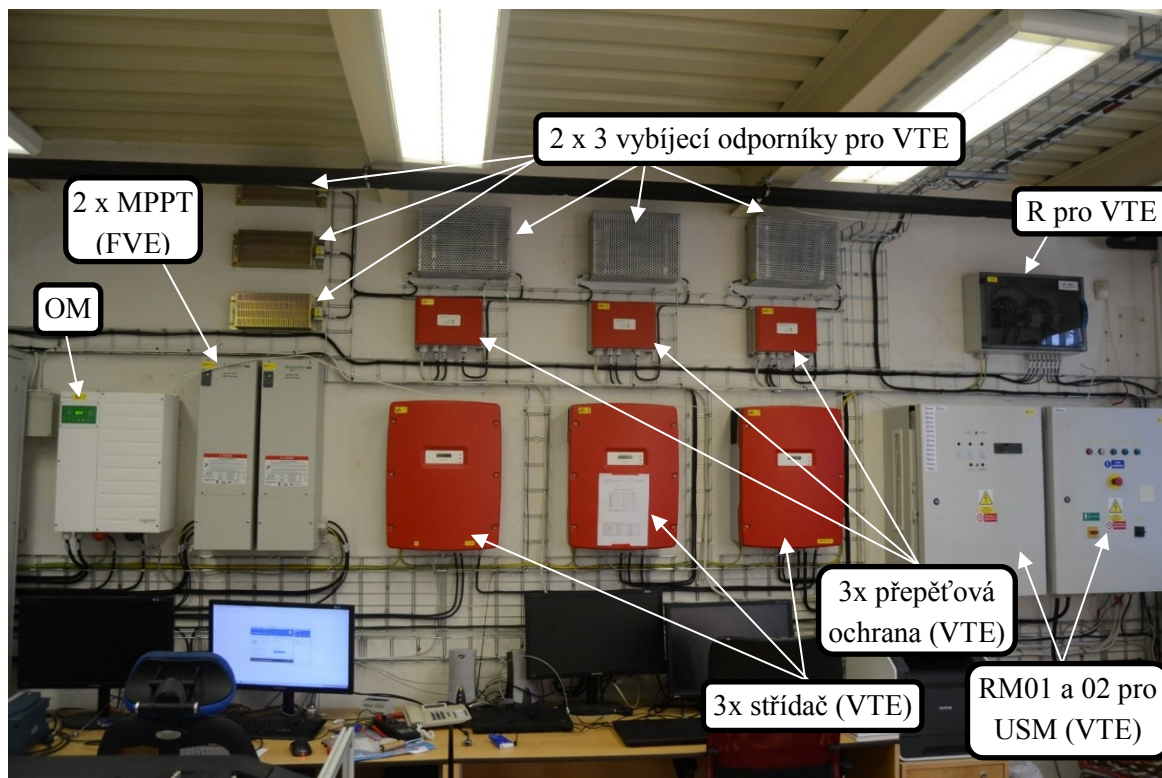 2 x 3 vybíjecí odporníky pro VTE
2 x MPPT
(FVE)
R pro VTE
OM
3x přepěťová
ochrana (VTE)
3x střídač (VTE)
RM01 a 02 pro
USM (VTE)